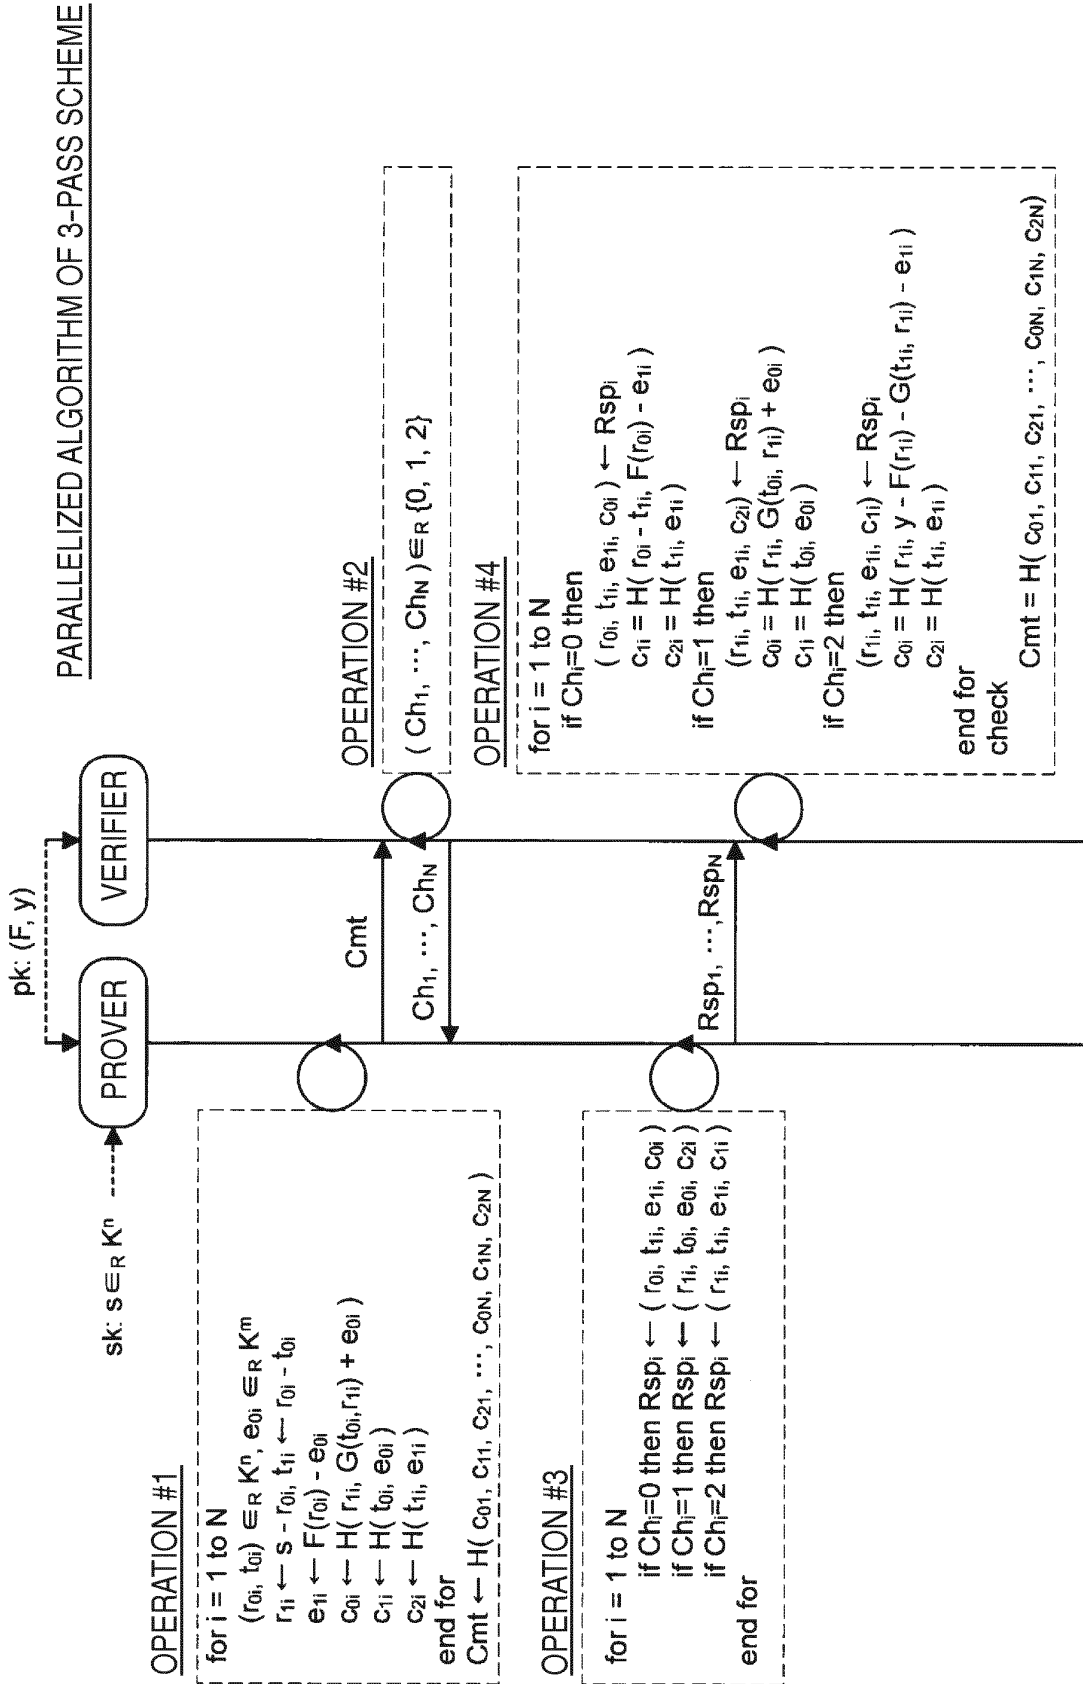 PARALLELIZED ALGORITHM OF 3-PASS SCHEME
pk: (F, y)
sk: s ∈R Kⁿ
PROVER
VERIFIER
OPERATION #1
for i = 1 to N
(r0i, t0i) ∈R Kⁿ, e0i ∈R Kᵐ
r1i ← s - r0i, t1i ← r0i - t0i
e1i ← F(r0i) - e0i
c0i ← H( r1i, G(t0i,r1i) + e0i )
c1i ← H( t0i, e0i )
c2i ← H( t1i, e1i )
end for
Cmt ← H( c01, c11, c21, ⋯, c0N, c1N, c2N )
Cmt
OPERATION #2
( Ch1, ⋯, ChN ) ∈R {0, 1, 2}
Ch1, ⋯, ChN
OPERATION #3
for i = 1 to N
if Chi=0 then Rspi ← ( r0i, t1i, e1i, c0i )
if Chi=1 then Rspi ← ( r1i, t0i, e0i, c2i )
if Chi=2 then Rspi ← ( r1i, t1i, e1i, c1i )
end for
Rsp1, ⋯,RspN
OPERATION #4
for i = 1 to N
if Chi=0 then
( r0i, t1i, e1i, c0i ) ← Rspi
c1i = H( r0i - t1i, F(r0i) - e1i )
c2i = H( t1i, e1i )
if Chi=1 then
(r1i, t1i, e1i, c2i) ← Rspi
c0i = H( r1i, G(t0i, r1i) + e0i )
c1i = H( t0i, e0i )
if Chi=2 then
(r1i, t1i, e1i, c1i) ← Rspi
c0i = H( r1i, y - F(r1i) - G(t1i, r1i) - e1i )
c2i = H( t1i, e1i )
end for
check
Cmt = H( c01, c11, c21, ⋯, c0N, c1N, c2N)